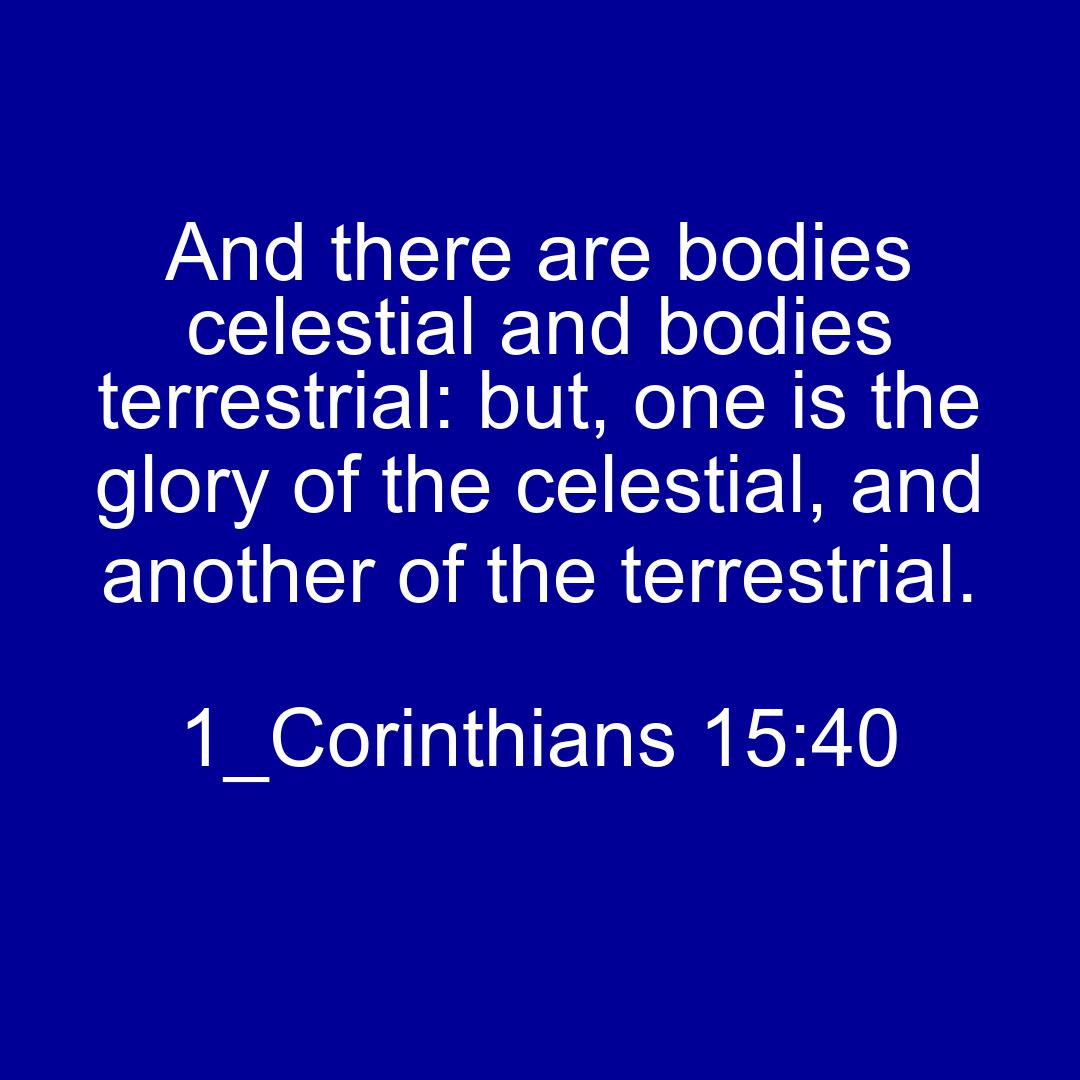 And there are bodies
celestial and bodies
terrestrial: but, one is the
glory of the celestial, and
another of the terrestrial.
1_Corinthians 15:40